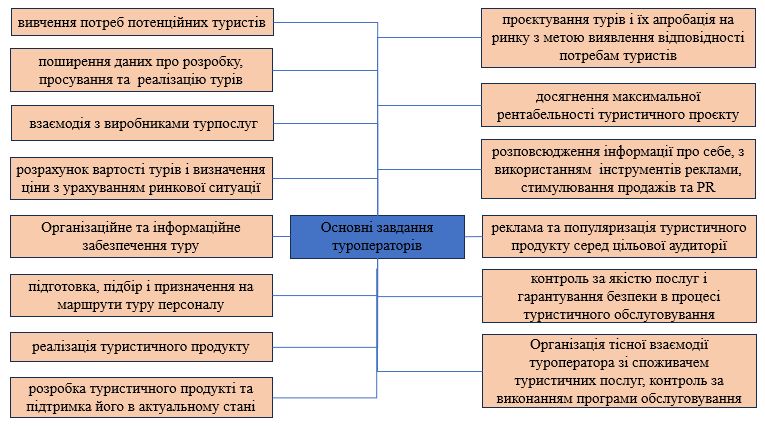 вивчення потреб потенційних туристів
поширення даних про розробку,
просування та реалізацію турів
взаємодія з виробниками турпослуг
розрахунок вартості турів і визначення
ціни з урахуванням ринкової ситуації
Організаційне та інформаційне
забезпечення туру
підготовка, підбір і призначення на
маршрути туру персоналу
реалізація туристичного продукту
розробка туристичного продукті та
підтримка його в актуальному стані
Основні завдання
туроператорів
проєктування турів і їх апробація на
ринку з метою виявлення відповідності
потребам туристів
досягнення максимальної
рентабельності туристичного проєкту
розповсюдження інформації про себе, з
використанням інструментів реклами,
стимулювання продажів та PR
реклама та популяризація туристичного
продукту серед цільової аудиторії
контроль за якістю послуг і
гарантування безпеки в процесі
туристичного обслуговування
Організація тісної взаємодії
туроператора зі споживачем
туристичних послуг, контроль за
виконанням програми обслуговування